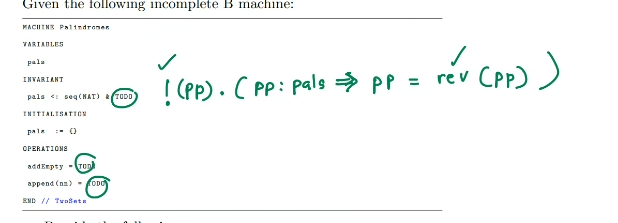 Given the following incomplete B machine:
MACHINE Palindromes
VARIABLES
pals
INVARIANT
pals <: seq(NAT) & TODO
!(pp).(pp: pals ⇒ pp = rev(pp))
INITIALISATION
pals := {}
OPERATIONS
addEmpty = TODO
append(nn) = TODO
END // TwoSets